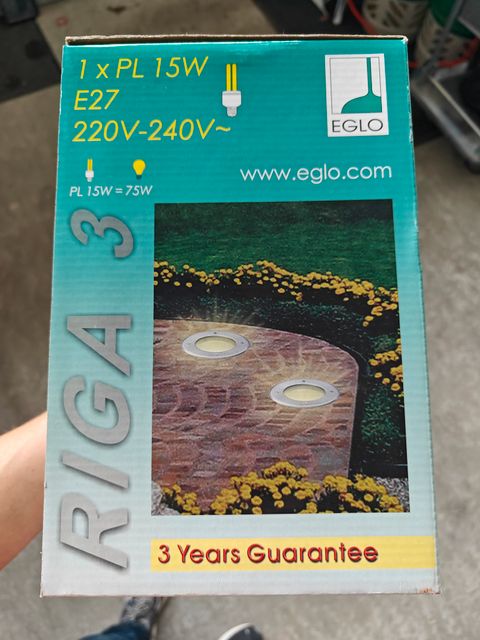 1 x PL 15W
E27
220V-240V~
EGLO
PL 15W = 75W
www.eglo.com
RIGA 3
3 Years Guarantee